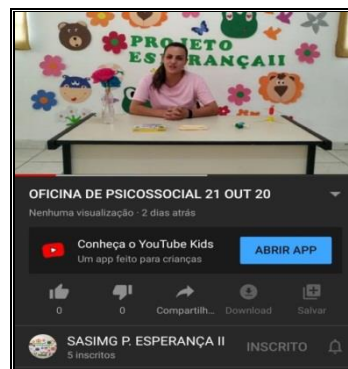 PROJETO
ESPERANÇAII
OFICINA DE PSICOSSOCIAL 21 OUT 20
Nenhuma visualização · 2 dias atrás
Conheça o YouTube Kids
Um app feito para crianças
ABRIR APP
0
0
Compartilh...
Download
Salvar
SASIMG P. ESPERANÇA II
5 inscritos
INSCRITO